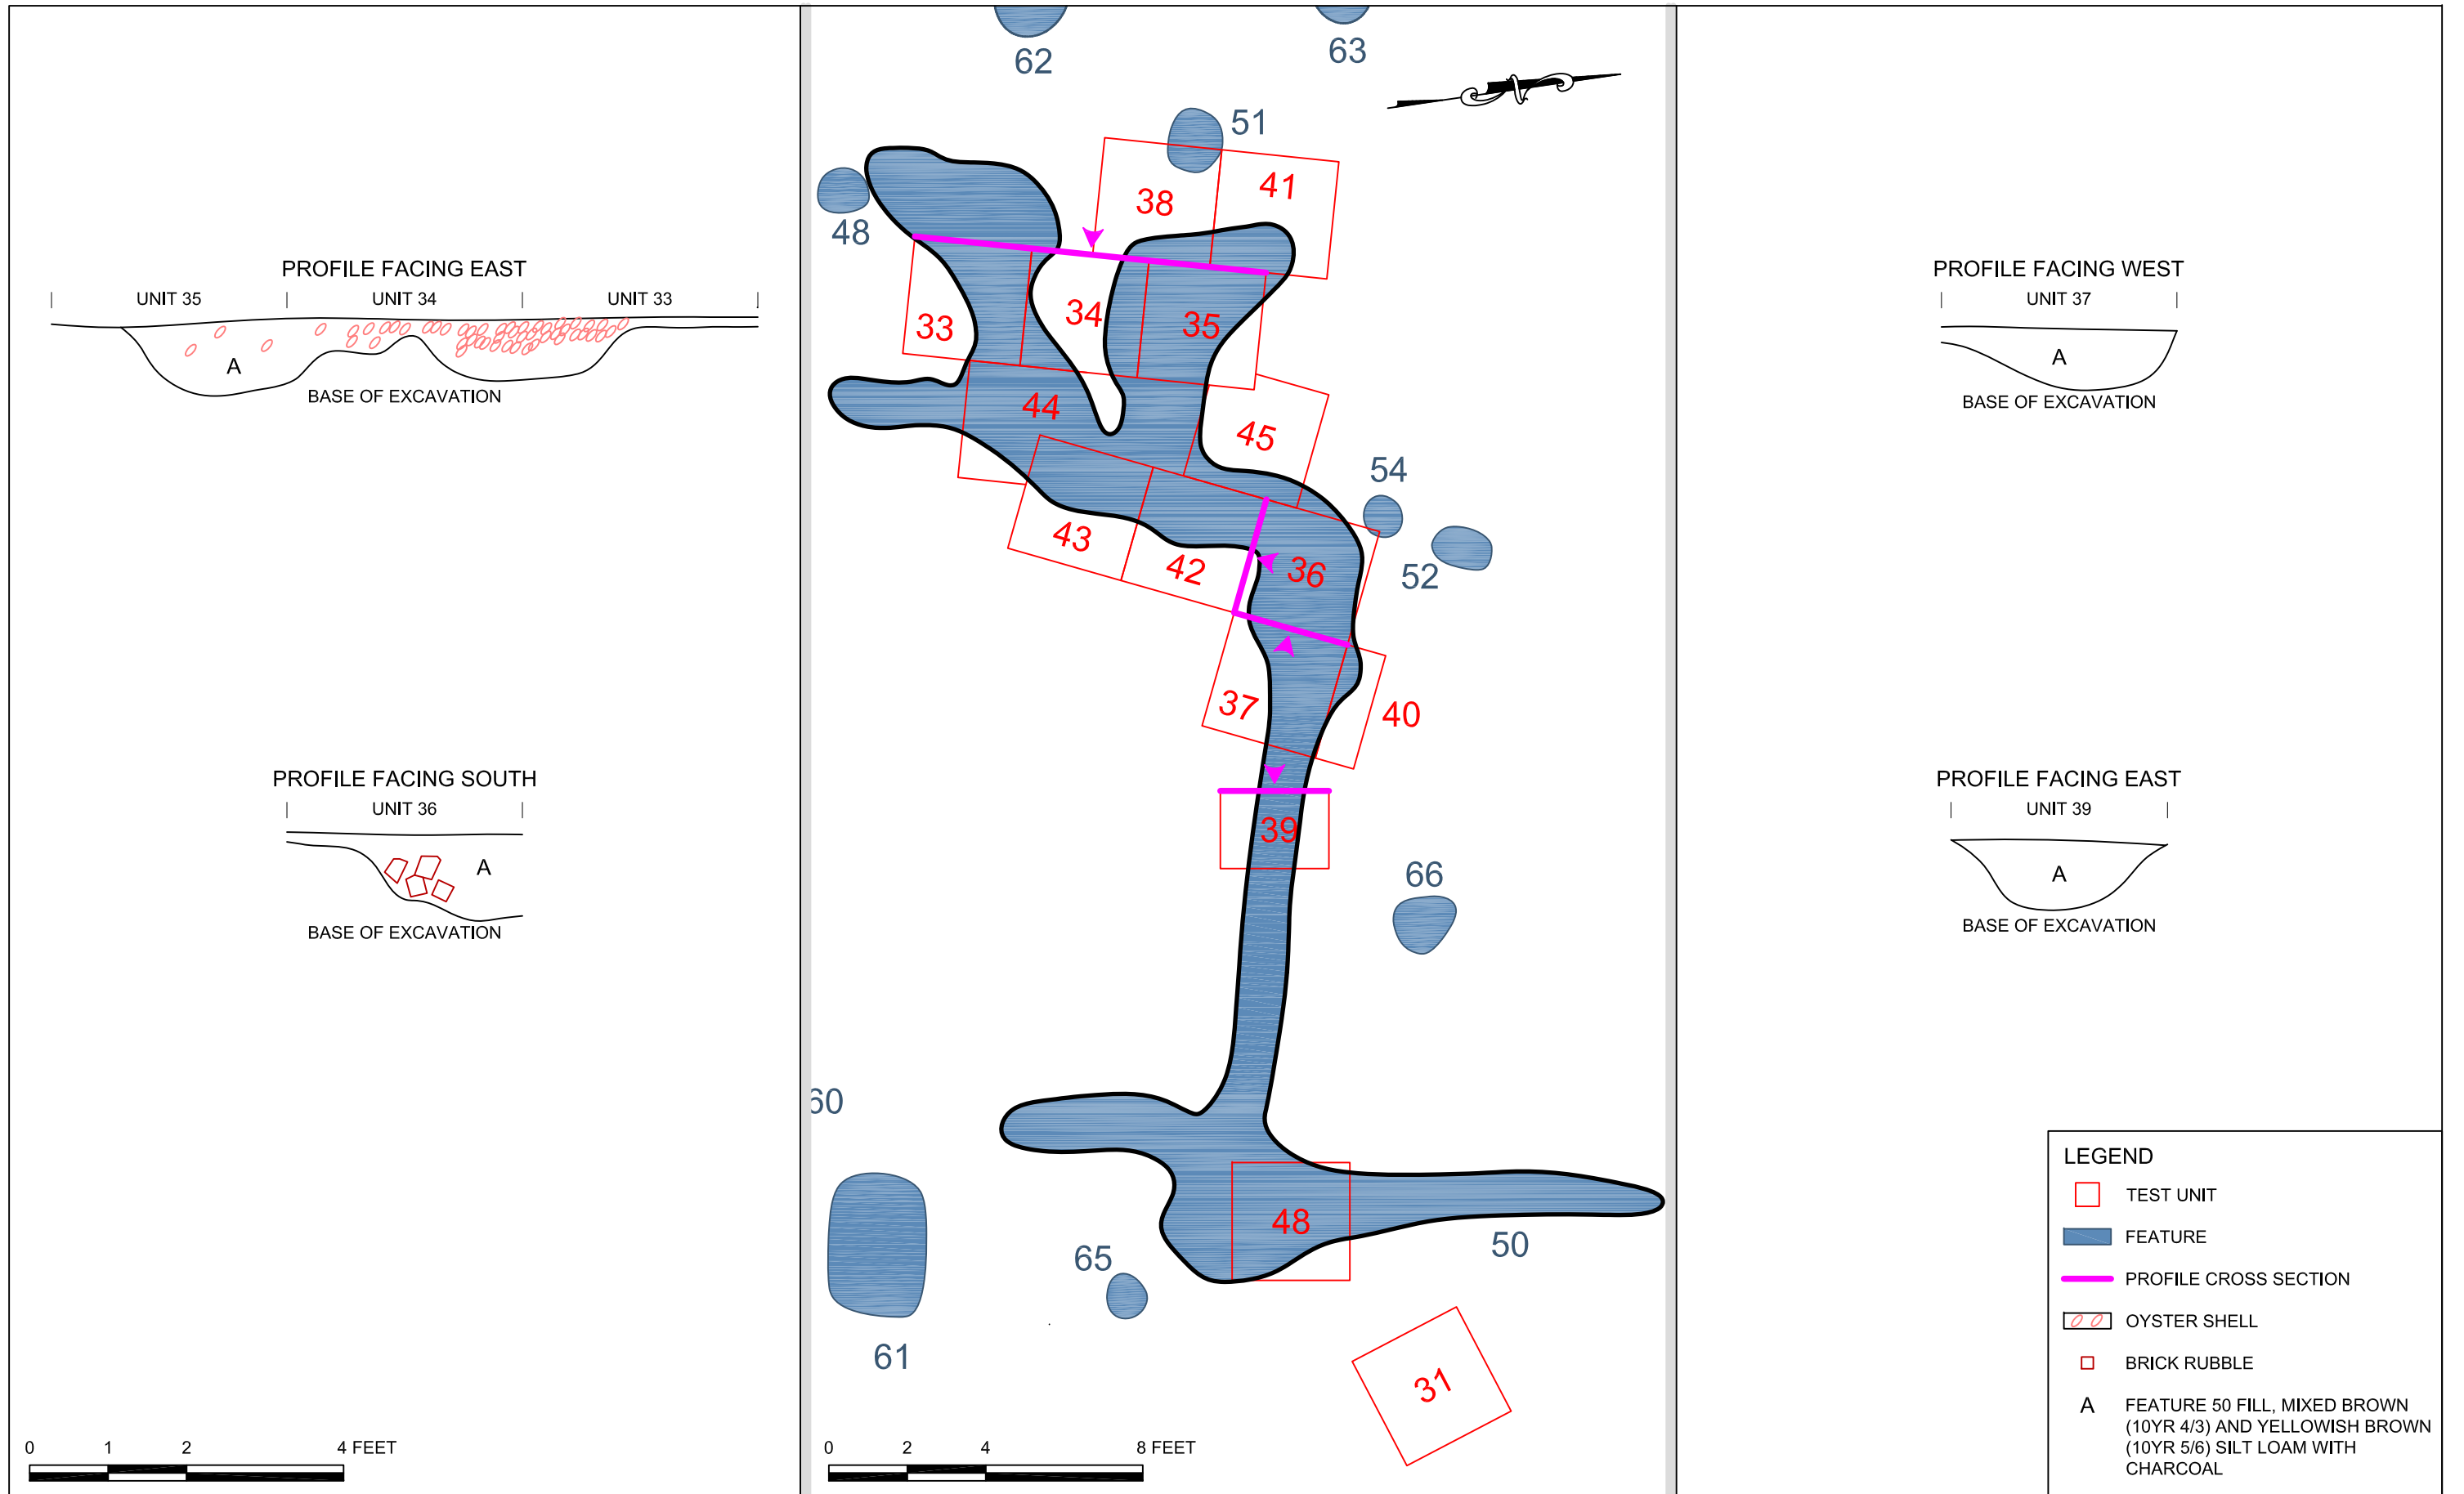 PROFILE FACING EAST
UNIT 35
UNIT 34
UNIT 33
A
BASE OF EXCAVATION
PROFILE FACING SOUTH
UNIT 36
A
BASE OF EXCAVATION
0 1 2 4 FEET
62
63
51
48
38
41
33
34
35
44
45
54
52
43
42
36
37
40
39
66
60
48
50
65
61
31
N
0 2 4 8 FEET
PROFILE FACING WEST
UNIT 37
A
BASE OF EXCAVATION
PROFILE FACING EAST
UNIT 39
A
BASE OF EXCAVATION
LEGEND
TEST UNIT
FEATURE
PROFILE CROSS SECTION
OYSTER SHELL
BRICK RUBBLE
A FEATURE 50 FILL, MIXED BROWN
(10YR 4/3) AND YELLOWISH BROWN
(10YR 5/6) SILT LOAM WITH
CHARCOAL